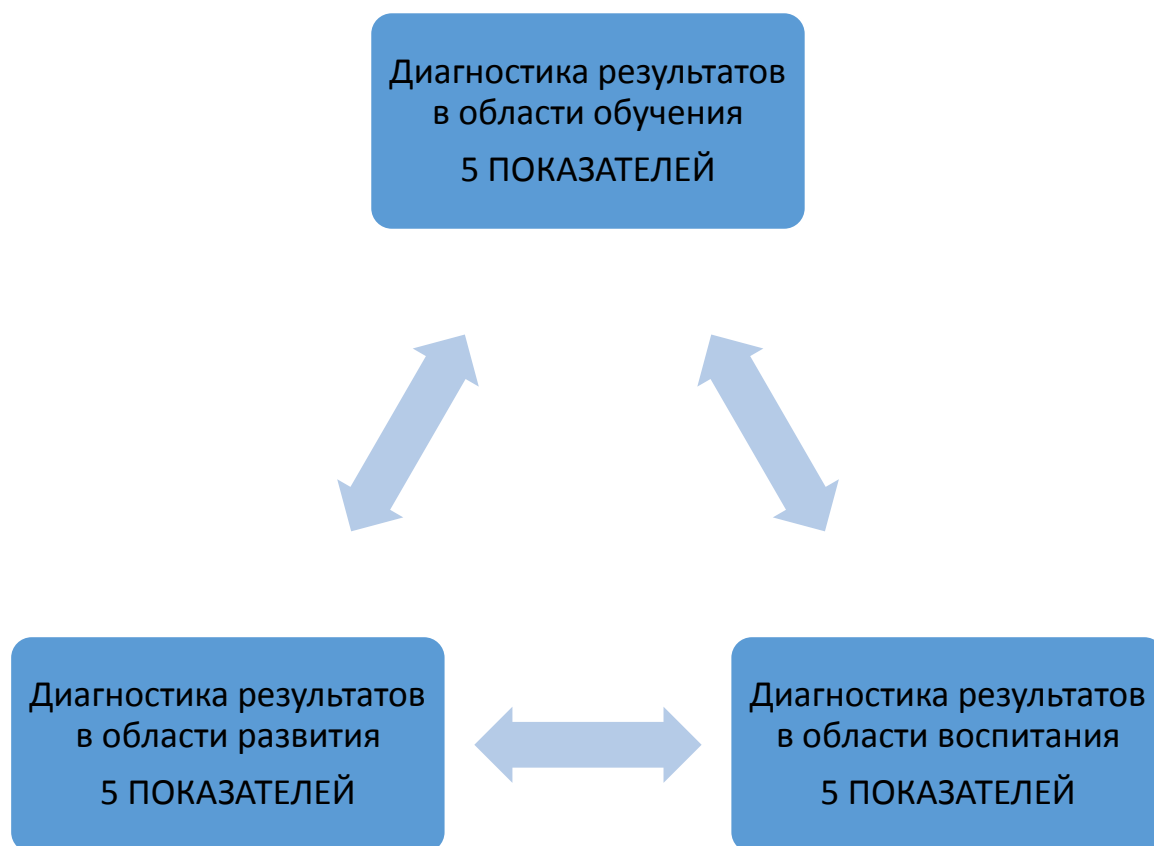 Диагностика результатов
в области обучения
5 ПОКАЗАТЕЛЕЙ
Диагностика результатов
в области развития
5 ПОКАЗАТЕЛЕЙ
Диагностика результатов
в области воспитания
5 ПОКАЗАТЕЛЕЙ